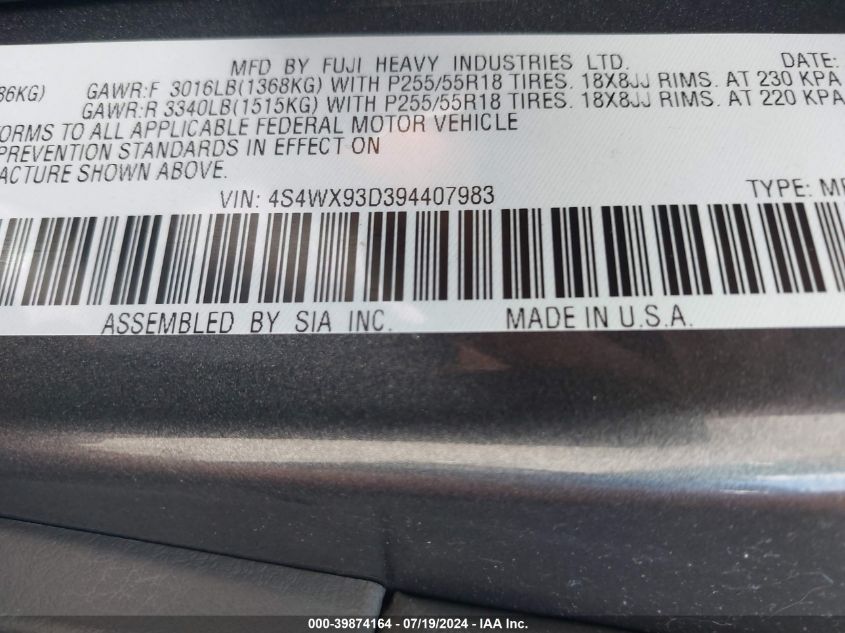 MFD BY FUJI HEAVY INDUSTRIES LTD. DATE:
86KG) GAWR:F 3016LB(1368KG) WITH P255/55R18 TIRES. 18X8JJ RIMS. AT 230 KPA
GAWR:R 3340LB(1515KG) WITH P255/55R18 TIRES. 18X8JJ RIMS. AT 220 KPA
ORMS TO ALL APPLICABLE FEDERAL MOTOR VEHICLE
PREVENTION STANDARDS IN EFFECT ON
ACTURE SHOWN ABOVE.
VIN: 4S4WX93D394407983 TYPE: MP
ASSEMBLED BY SIA INC. MADE IN U.S.A.
000-39874164 - 07/19/2024 - IAA Inc.